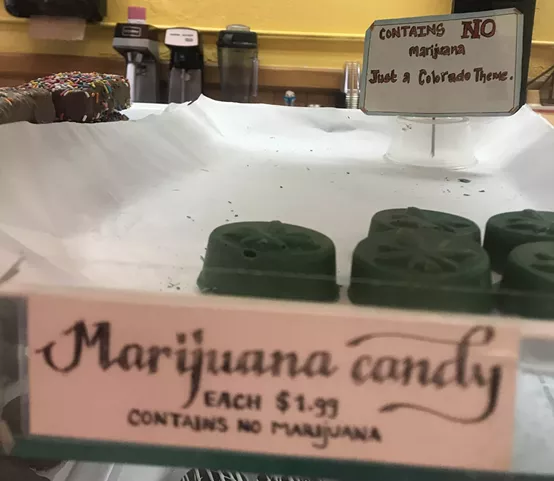 CONTAINS NO
marijuana
Just a Colorado Theme.
Marijuana candy
EACH $1.99
CONTAINS NO MARIJUANA